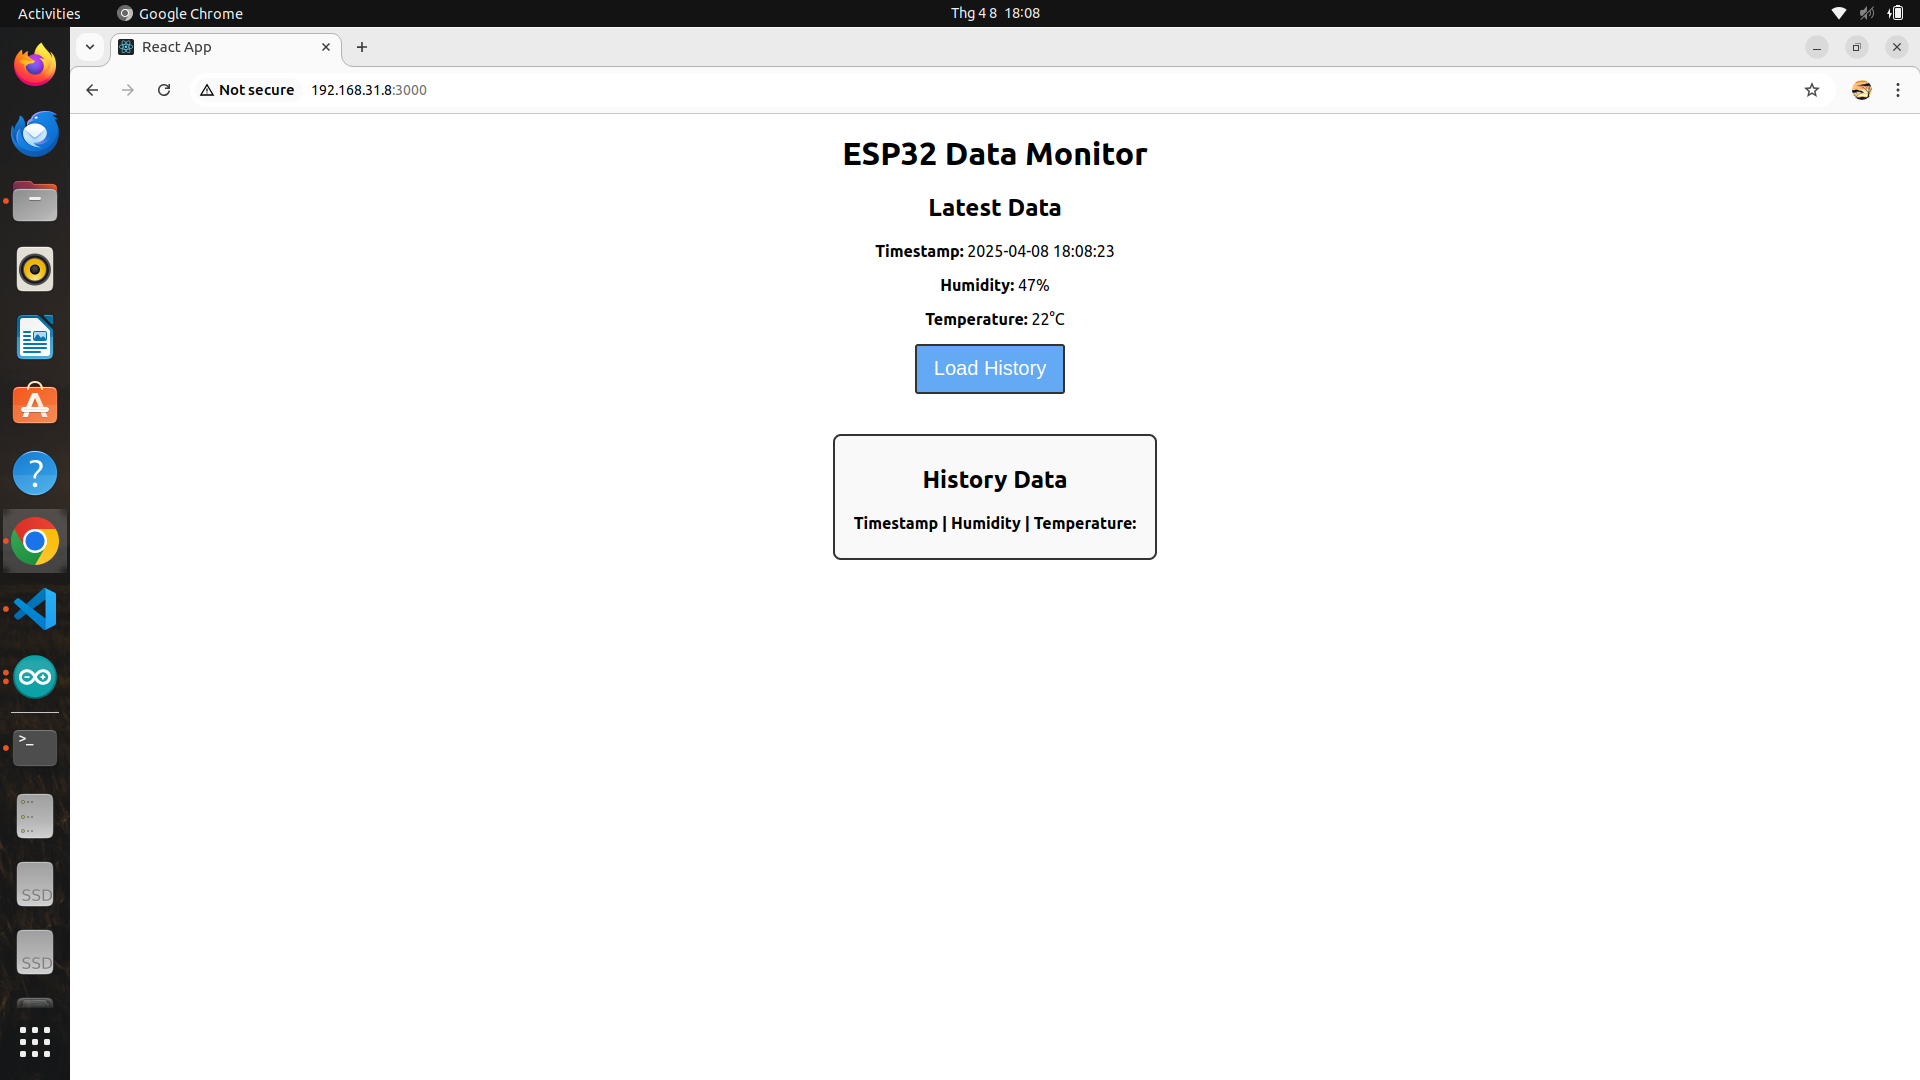 Activities
Google Chrome
Thg 4 8 18:08
React App
Not secure
192.168.31.8:3000
ESP32 Data Monitor
Latest Data
Timestamp: 2025-04-08 18:08:23
Humidity: 47%
Temperature: 22°C
Load History
History Data
Timestamp | Humidity | Temperature:
?
>_
SSD
SSD